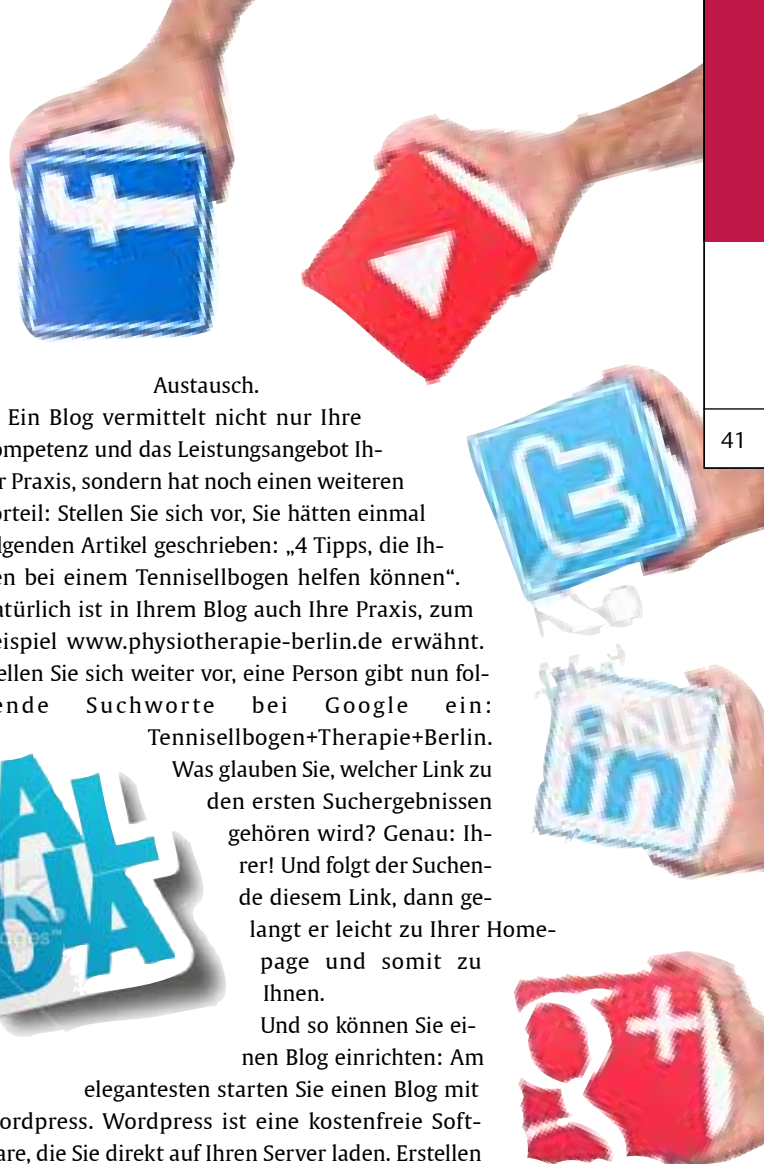 41
Austausch.
Ein Blog vermittelt nicht nur Ihre
ompetenz und das Leistungsangebot Ih-
r Praxis, sondern hat noch einen weiteren
orteil: Stellen Sie sich vor, Sie hätten einmal
lgenden Artikel geschrieben: „4 Tipps, die Ih-
en bei einem Tennisellbogen helfen können“.
atürlich ist in Ihrem Blog auch Ihre Praxis, zum
eispiel www.physiotherapie-berlin.de erwähnt.
ellen Sie sich weiter vor, eine Person gibt nun fol-
ende Suchworte bei Google ein:
Tennisellbogen+Therapie+Berlin.
Was glauben Sie, welcher Link zu
den ersten Suchergebnissen
gehören wird? Genau: Ih-
rer! Und folgt der Suchen-
de diesem Link, dann ge-
langt er leicht zu Ihrer Home-
page und somit zu
Ihnen.
Und so können Sie ei-
nen Blog einrichten: Am
elegantesten starten Sie einen Blog mit
ordpress. Wordpress ist eine kostenfreie Soft-
are, die Sie direkt auf Ihren Server laden. Erstellen
AL
DIA
f
t
in
g+